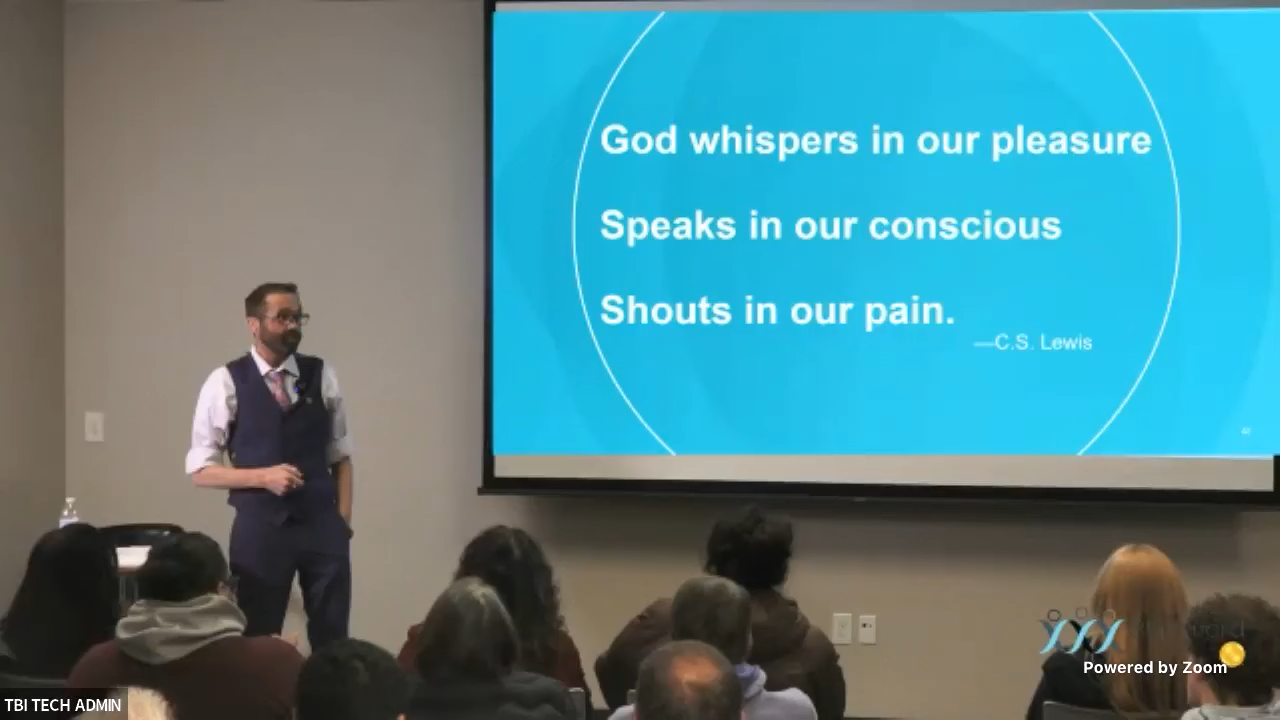 God whispers in our pleasure
Speaks in our conscious
Shouts in our pain.
—C.S. Lewis
Powered by Zoom
TBI TECH ADMIN